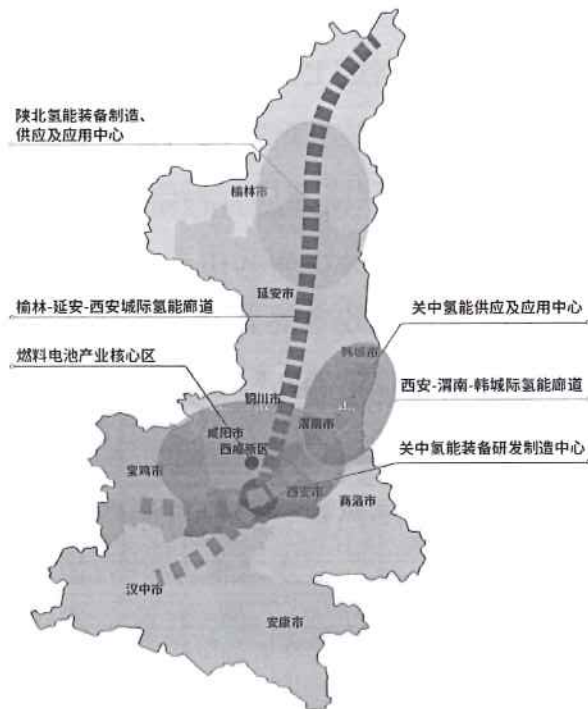 陕北氢能装备制造、
供应及应用中心
榆林市
延安市
榆林-延安-西安城际氢能廊道
关中氢能供应及应用中心
韩城市
燃料电池产业核心区
西安-渭南-韩城际氢能廊道
铜川市
渭南市
咸阳市
西咸新区
关中氢能装备研发制造中心
宝鸡市
西安市
商洛市
汉中市
安康市